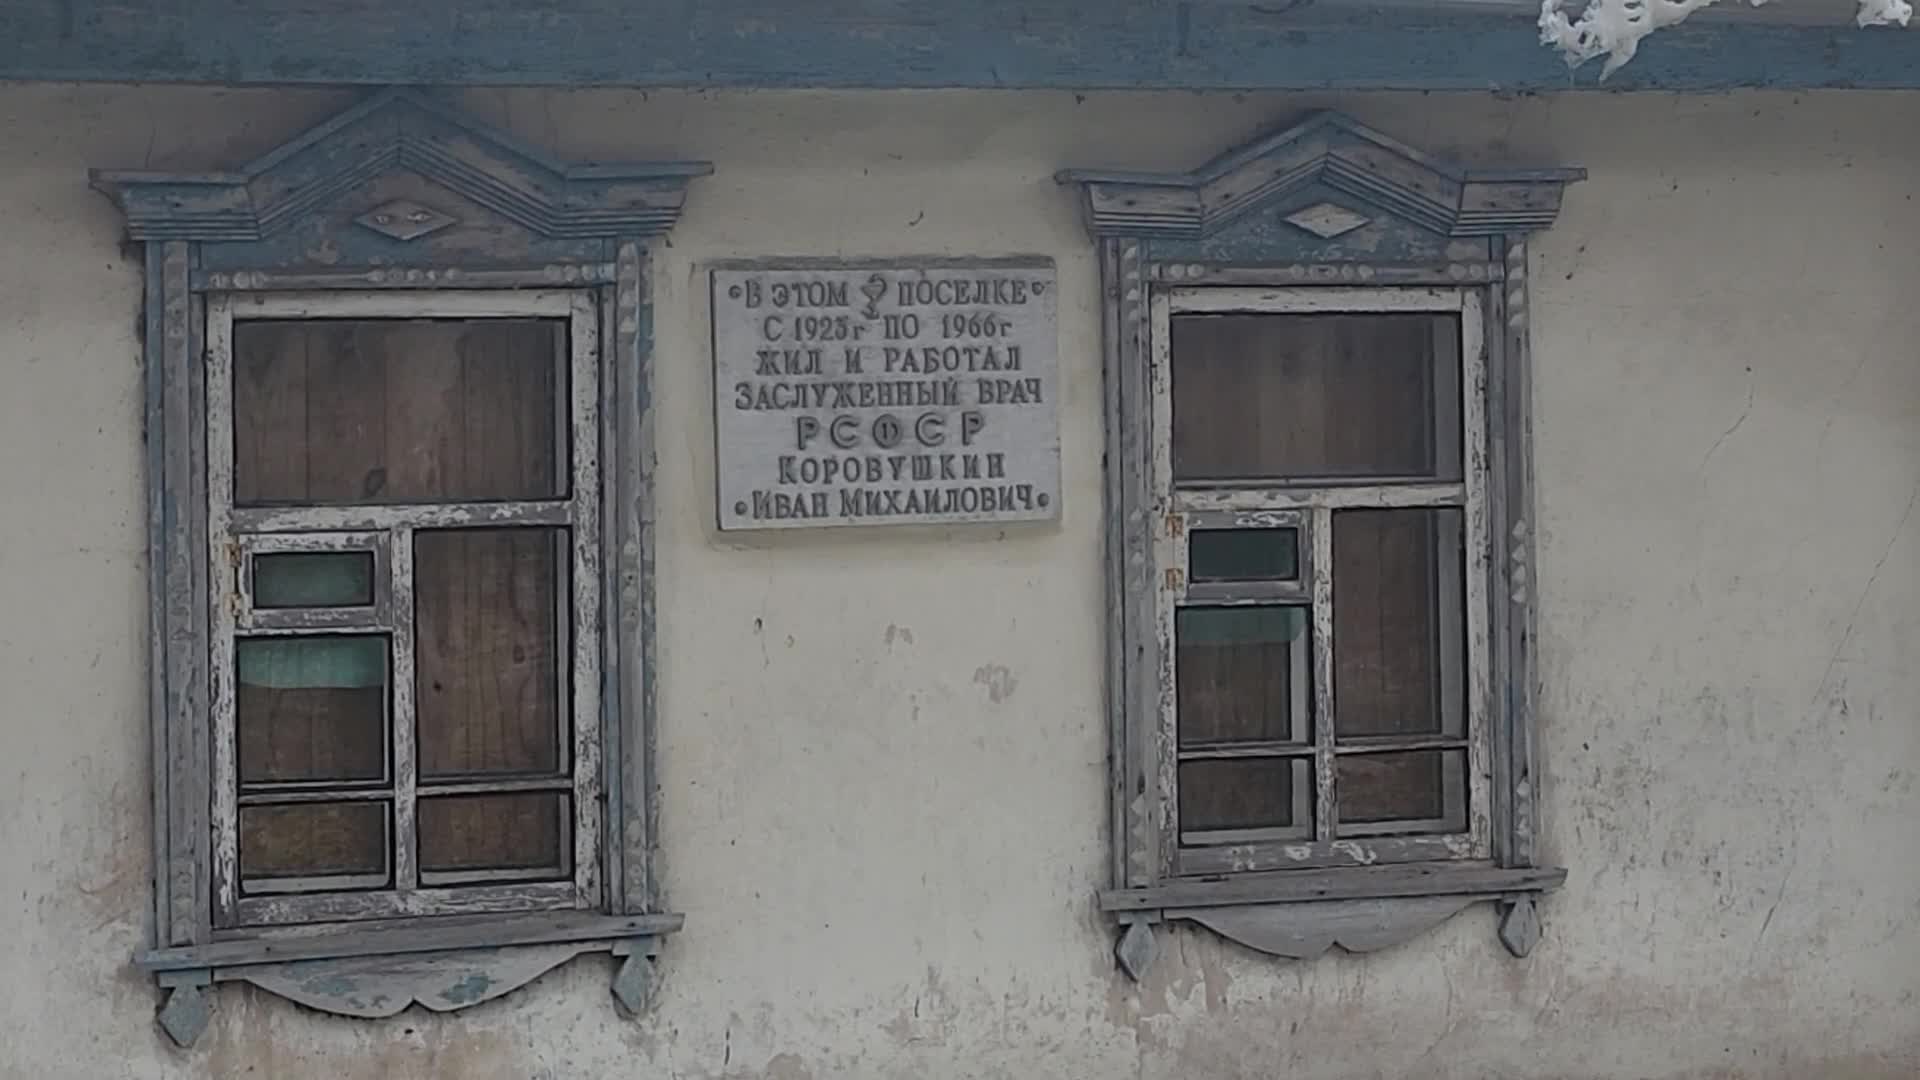 В ЭТОМ ПОСЕЛКЕ
С 1923г ПО 1966г
ЖИЛ И РАБОТАЛ
ЗАСЛУЖЕННЫЙ ВРАЧ
РСФСР
КОРОВУШКИН
ИВАН МИХАИЛОВИЧ